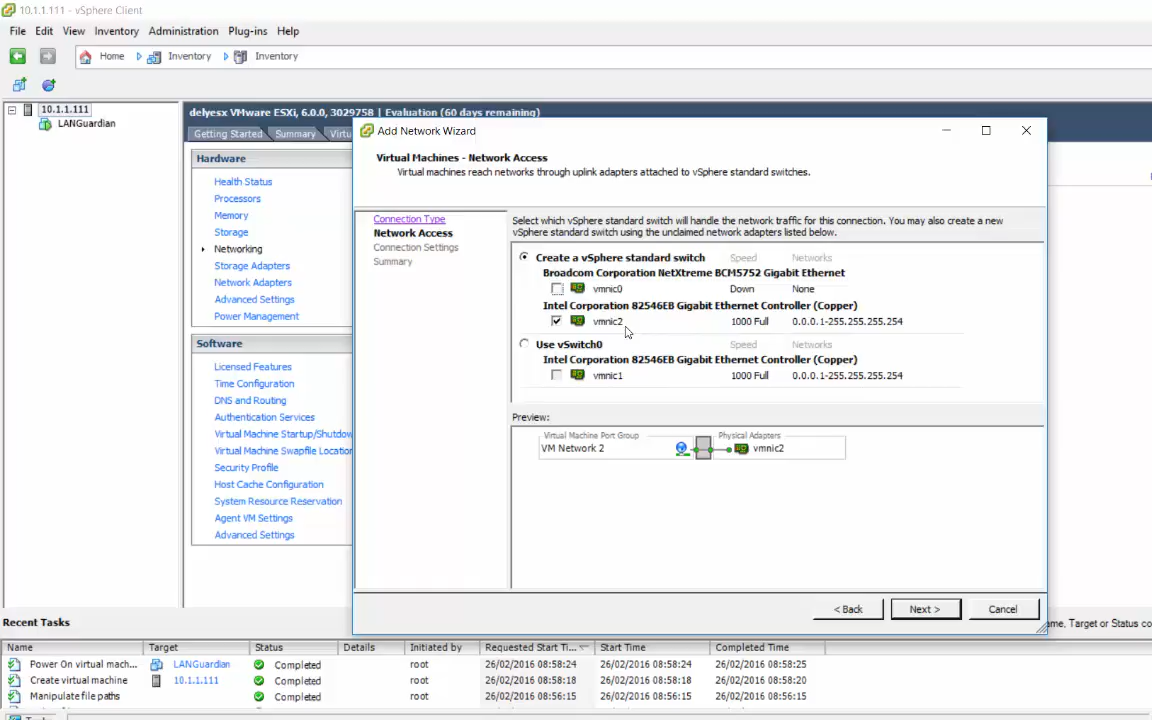 10.1.1.111 - vSphere Client
File Edit View Inventory Administration Plug-ins Help
Home Inventory Inventory
10.1.1.111
LANGuardian
delyesx VMware ESXi, 6.0.0, 3029758 | Evaluation (60 days remaining)
Getting Started Summary Virtu
Hardware
Health Status
Processors
Memory
Storage
Networking
Storage Adapters
Network Adapters
Advanced Settings
Power Management
Software
Licensed Features
Time Configuration
DNS and Routing
Authentication Services
Virtual Machine Startup/Shutdow
Virtual Machine Swapfile Location
Security Profile
Host Cache Configuration
System Resource Reservation
Agent VM Settings
Advanced Settings
Add Network Wizard
Virtual Machines - Network Access
Virtual machines reach networks through uplink adapters attached to vSphere standard switches.
Connection Type
Network Access
Connection Settings
Summary
Select which vSphere standard switch will handle the network traffic for this connection. You may also create a new
vSphere standard switch using the unclaimed network adapters listed below.
Create a vSphere standard switch Speed Networks
Broadcom Corporation NetXtreme BCM5752 Gigabit Ethernet
vmnic0 Down None
Intel Corporation 82546EB Gigabit Ethernet Controller (Copper)
vmnic2 1000 Full 0.0.0.1-255.255.255.254
Use vSwitch0 Speed Networks
Intel Corporation 82546EB Gigabit Ethernet Controller (Copper)
vmnic1 1000 Full 0.0.0.1-255.255.255.254
Preview:
Virtual Machine Port Group Physical Adapters
VM Network 2 vmnic2
< Back Next > Cancel
Recent Tasks
ame, Target or Status co
Name Target Status Details Initiated by Requested Start Ti... Start Time Completed Time
Power On virtual mach... LANGuardian Completed root 26/02/2016 08:58:24 26/02/2016 08:58:24 26/02/2016 08:58:25
Create virtual machine 10.1.1.111 Completed root 26/02/2016 08:58:18 26/02/2016 08:58:18 26/02/2016 08:58:20
Manipulate file paths Completed root 26/02/2016 08:56:15 26/02/2016 08:56:15 26/02/2016 08:56:15